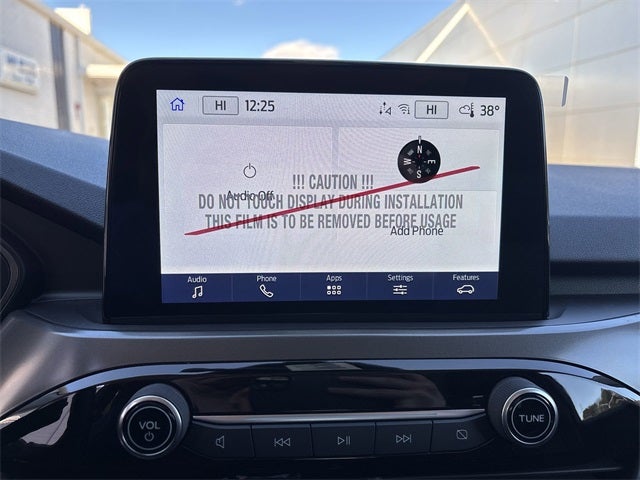 HI 12:25 HI 38°
N
W E
S
!!! CAUTION !!!
Audio Off
DO NOT TOUCH DISPLAY DURING INSTALLATION
THIS FILM IS TO BE REMOVED BEFORE USAGE
Add Phone
Audio Phone Apps Settings Features
VOL
TUNE